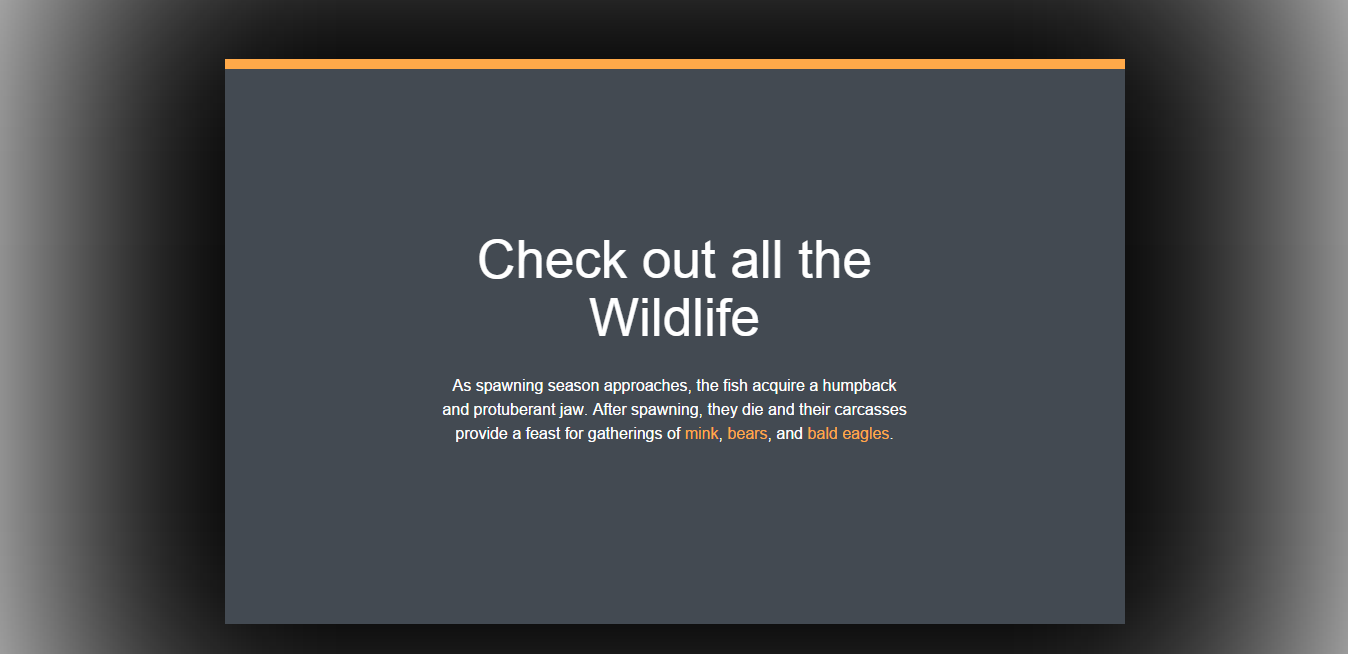 Check out all the
Wildlife
As spawning season approaches, the fish acquire a humpback
and protuberant jaw. After spawning, they die and their carcasses
provide a feast for gatherings of mink, bears, and bald eagles.